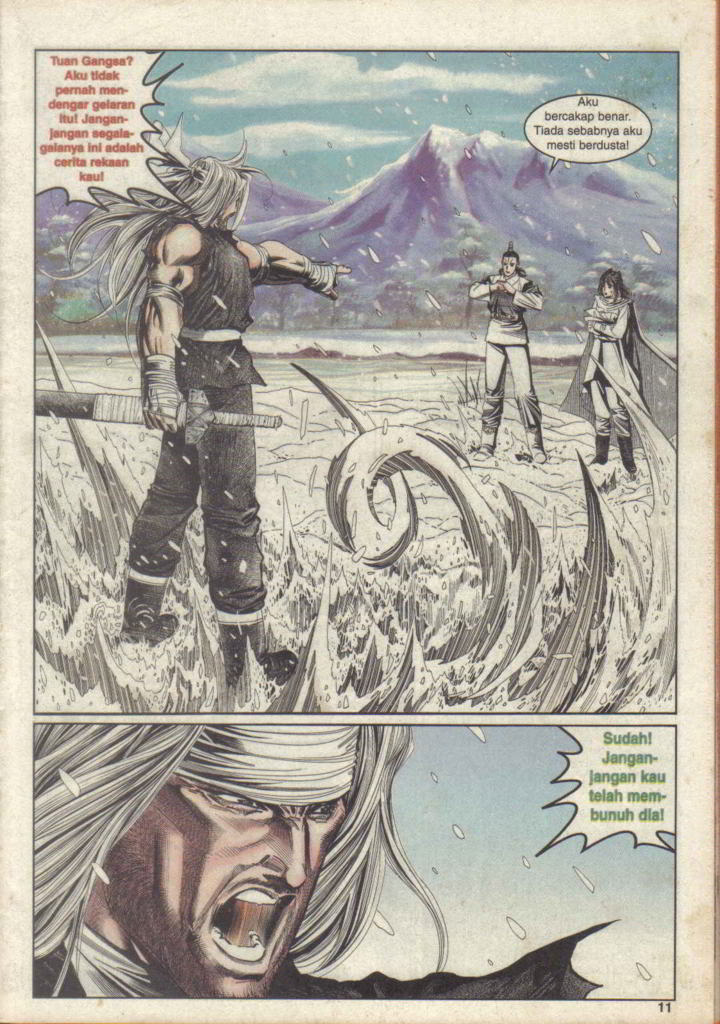 Tuan Gangsa?
Aku tidak
pernah men-
dengar gelaran
itu! Jangan-
jangan segala-
galanya ini adalah
cerita rekaan
kau!
Aku
bercakap benar.
Tiada sebabnya aku
mesti berdusta!
Sudah!
Jangan-
jangan kau
telah mem-
bunuh dia!
11